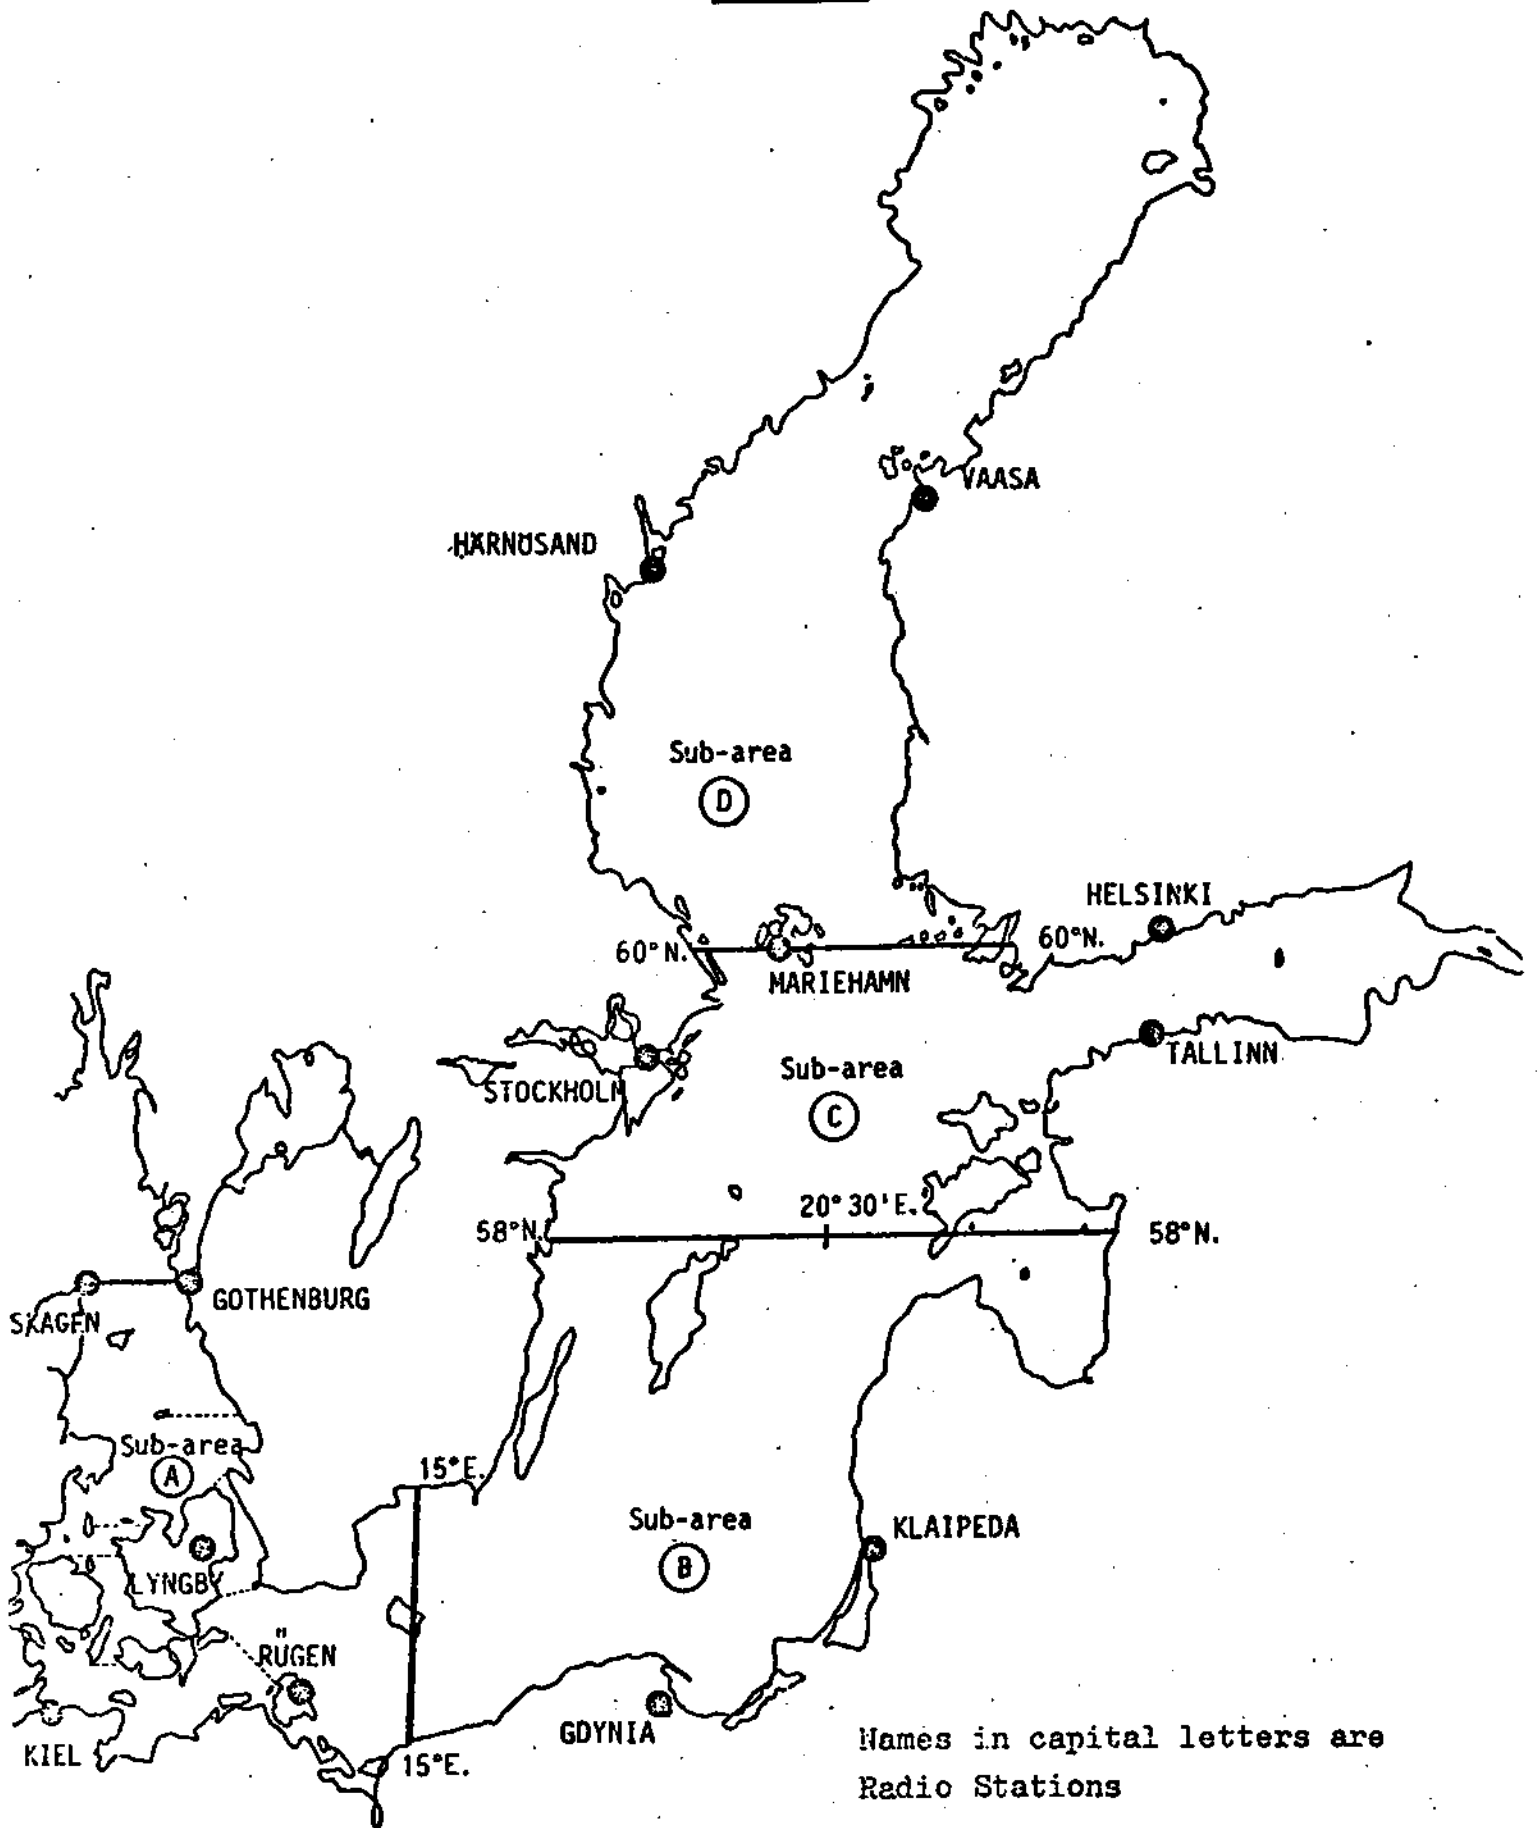 VAASA
HÄRNÖSAND
Sub-area
D
HELSINKI
60°N.
60°N.
MARIEHAMN
TALLINN
Sub-area
STOCKHOLM
C
20°30'E.
58°N.
58°N.
GOTHENBURG
SKAGEN
Sub-area
A
15°E.
Sub-area
B
KLAIPEDA
LYNGBY
RÜGEN
GDYNIA
KIEL
15°E.
Names in capital letters are
Radio Stations